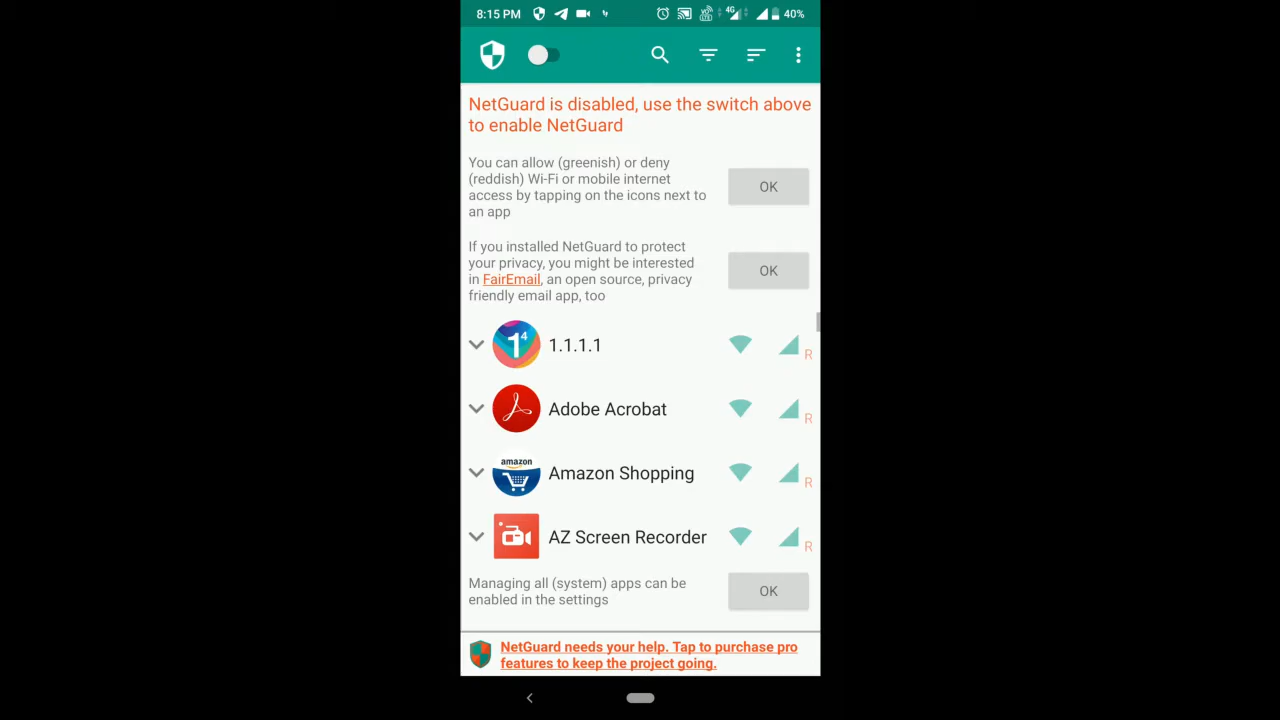 8:15 PM
4G
40%
NetGuard is disabled, use the switch above
to enable NetGuard
You can allow (greenish) or deny
(reddish) Wi-Fi or mobile internet
access by tapping on the icons next to
an app
OK
If you installed NetGuard to protect
your privacy, you might be interested
in FairEmail, an open source, privacy
friendly email app, too
OK
1⁴ 1.1.1.1 R
Adobe Acrobat R
amazon
Amazon Shopping R
AZ Screen Recorder R
Managing all (system) apps can be
enabled in the settings
OK
NetGuard needs your help. Tap to purchase pro
features to keep the project going.